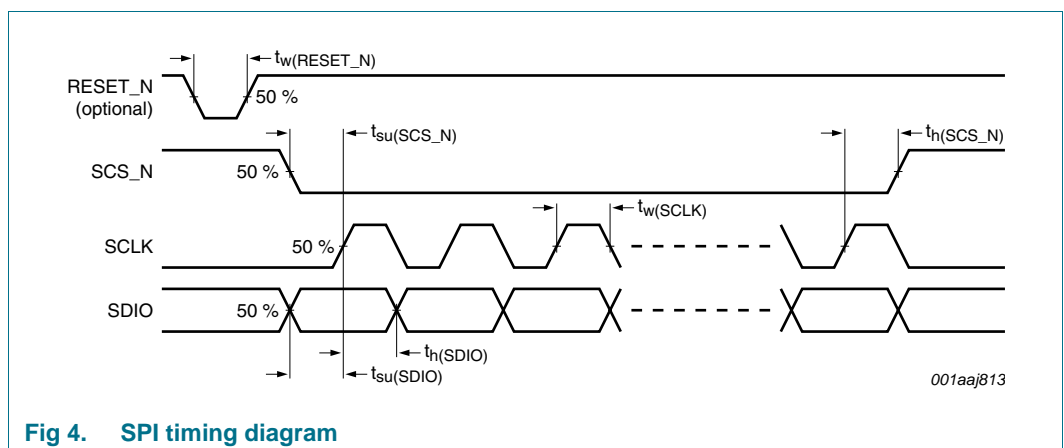 tw(RESET_N)
RESET_N
(optional)
50 %
tsu(SCS_N)
th(SCS_N)
SCS_N
50 %
tw(SCLK)
SCLK
50 %
SDIO
50 %
th(SDIO)
tsu(SDIO)
001aaj813
Fig 4. SPI timing diagram